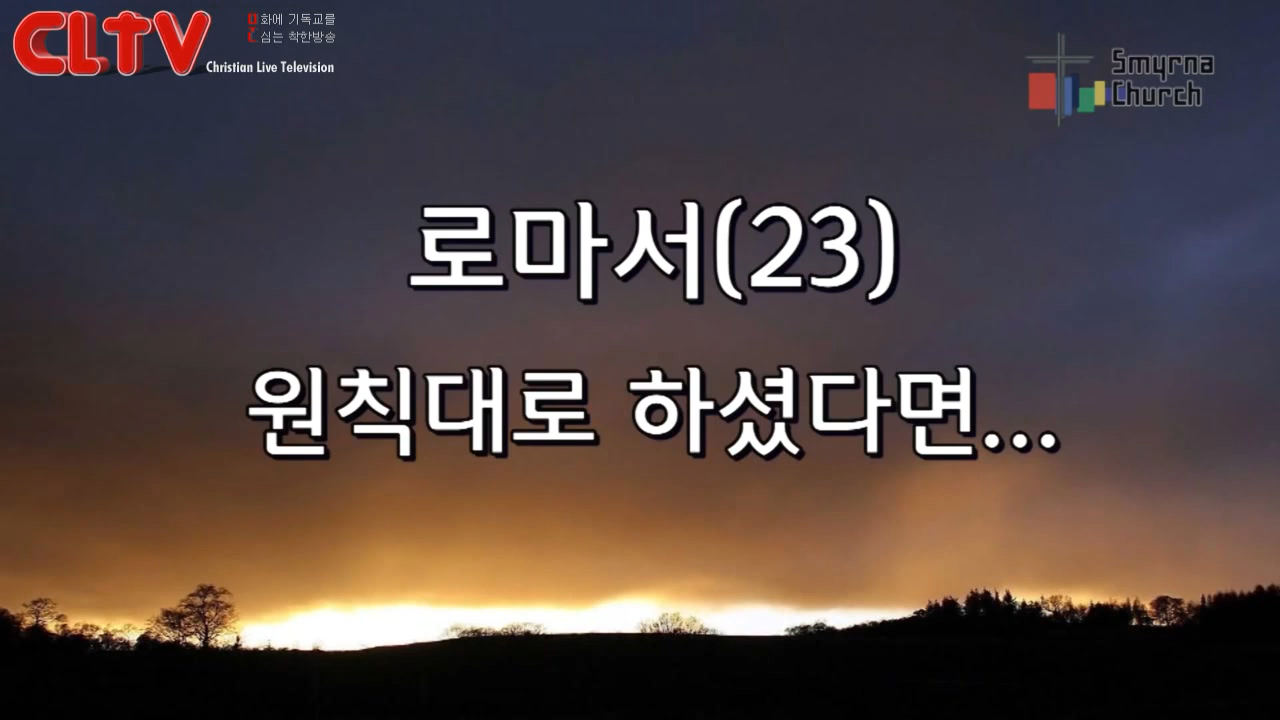 CLTV
화에 기독교를
심는 착한방송
Christian Live Television
Smyrna
Church
로마서(23)
원칙대로 하셨다면...